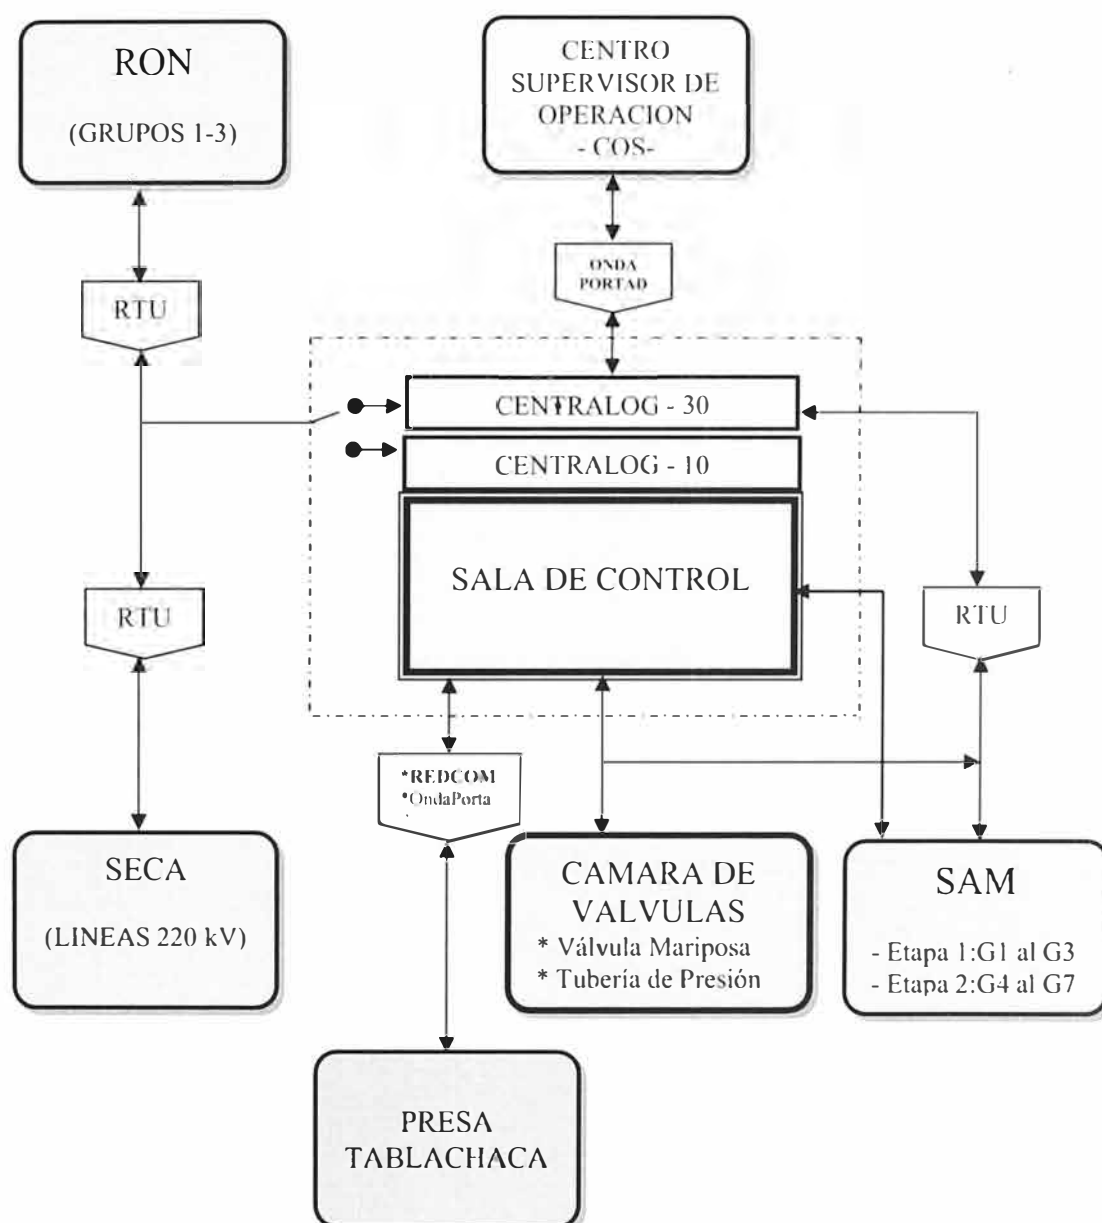 RON
(GRUPOS 1-3)
CENTRO
SUPERVISOR DE
OPERACION
- COS-
ONDA
PORTAD
RTU
CENTRALOG - 30
CENTRALOG - 10
SALA DE CONTROL
RTU
RTU
*REDCOM
*OndaPorta
SECA
(LINEAS 220 kV)
CAMARA DE
VALVULAS
* Válvula Mariposa
* Tubería de Presión
SAM
- Etapa 1:G1 al G3
- Etapa 2:G4 al G7
PRESA
TABLACHACA